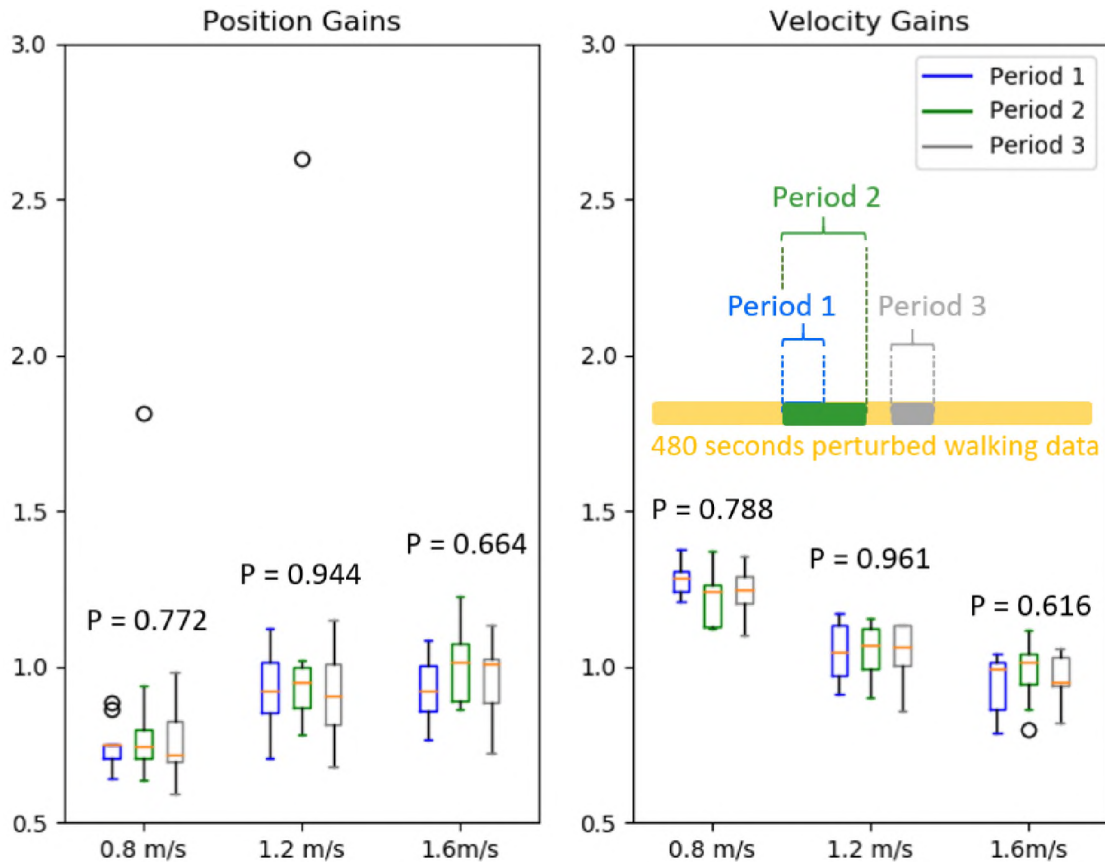 Position Gains
3.0
2.5
2.0
1.5
1.0
0.5
P = 0.772
P = 0.944
P = 0.664
0.8 m/s
1.2 m/s
1.6m/s
Velocity Gains
3.0
2.5
2.0
1.5
1.0
0.5
Period 1
Period 2
Period 3
Period 2
Period 1
Period 3
480 seconds perturbed walking data
P = 0.788
P = 0.961
P = 0.616
0.8 m/s
1.2 m/s
1.6m/s